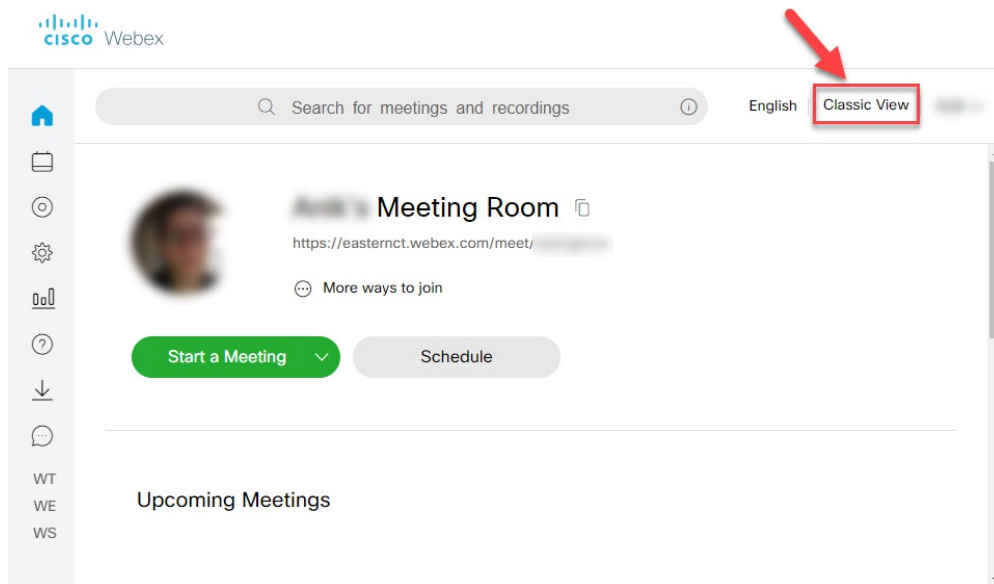 cisco Webex
Search for meetings and recordings
English
Classic View
Meeting Room
https://easternct.webex.com/meet/
More ways to join
Start a Meeting
Schedule
WT
WE
WS
Upcoming Meetings